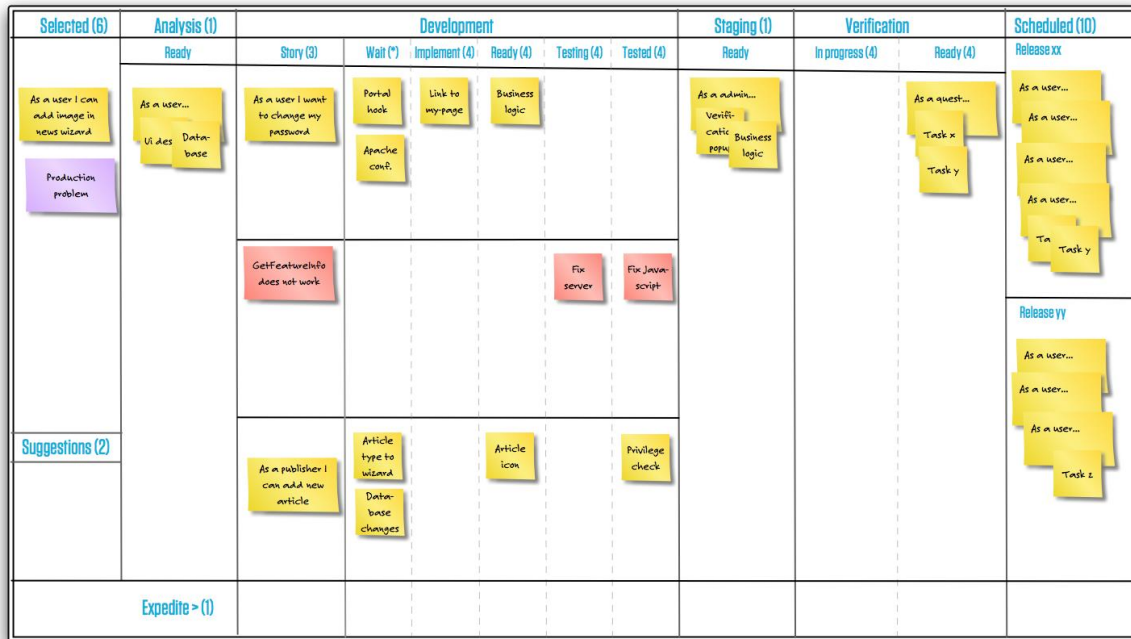 Selected (6)
Analysis (1)
Development
Staging (1)
Verification
Scheduled (10)
Ready
Story (3)
Wait (*)
Implement (4)
Ready (4)
Testing (4)
Tested (4)
Ready
In progress (4)
Ready (4)
Release xx
As a user I can
add image in
news wizard
Production
problem
As a user...
Ui des
Data-
base
As a user I want
to change my
password
Portal
hook
Apache
conf.
Link to
my-page
Business
logic
As a admin...
Verifi-
catio
popu
Business
logic
As a quest...
Task x
Task y
As a user...
As a user...
As a user...
As a user...
Ta
Task y
GetFeatureInfo
does not work
Fix
server
Fix Java-
script
Release yy
As a user...
As a user...
As a user...
Task z
Suggestions (2)
As a publisher I
can add new
article
Article
type to
wizard
Data-
base
changes
Article
icon
Privilege
check
Expedite > (1)